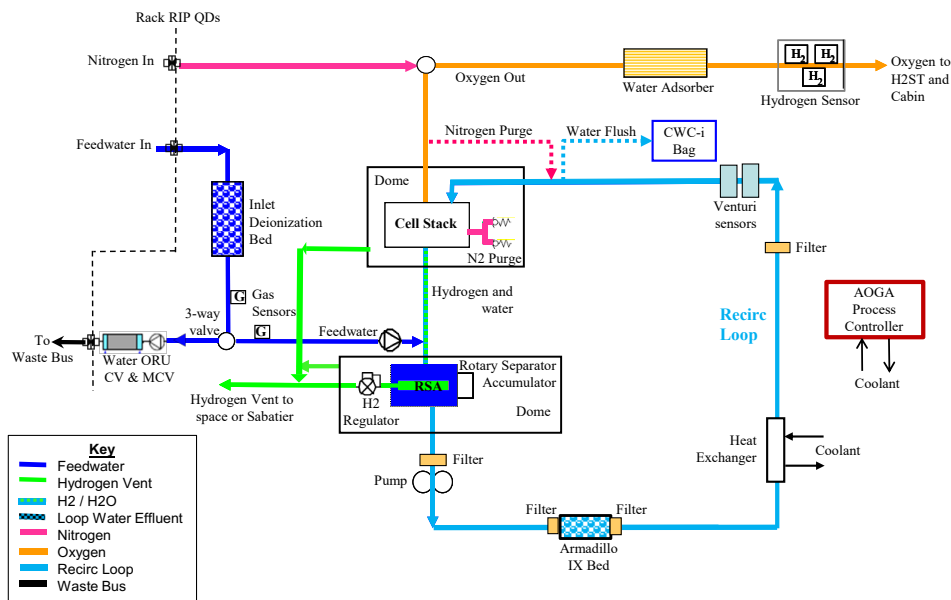 Rack RIP QDs
Nitrogen In
Oxygen Out
Water Adsorber
H2
H2
H2
Hydrogen Sensor
Oxygen to
H2ST and
Cabin
Feedwater In
Nitrogen Purge
Water Flush
CWC-i
Bag
Inlet
Deionization
Bed
Dome
Cell Stack
N2 Purge
Venturi
sensors
Filter
G
Gas
Sensors
3-way
valve
G
Hydrogen and
water
Feedwater
Recirc
Loop
AOGA
Process
Controller
Coolant
To
Waste Bus
Water ORU
CV & MCV
Rotary Separator
Accumulator
RSA
H2
Regulator
Dome
Hydrogen Vent to
space or Sabatier
Heat
Exchanger
Coolant
Filter
Pump
Filter
Filter
Armadillo
IX Bed
Key
Feedwater
Hydrogen Vent
H2 / H2O
Loop Water Effluent
Nitrogen
Oxygen
Recirc Loop
Waste Bus